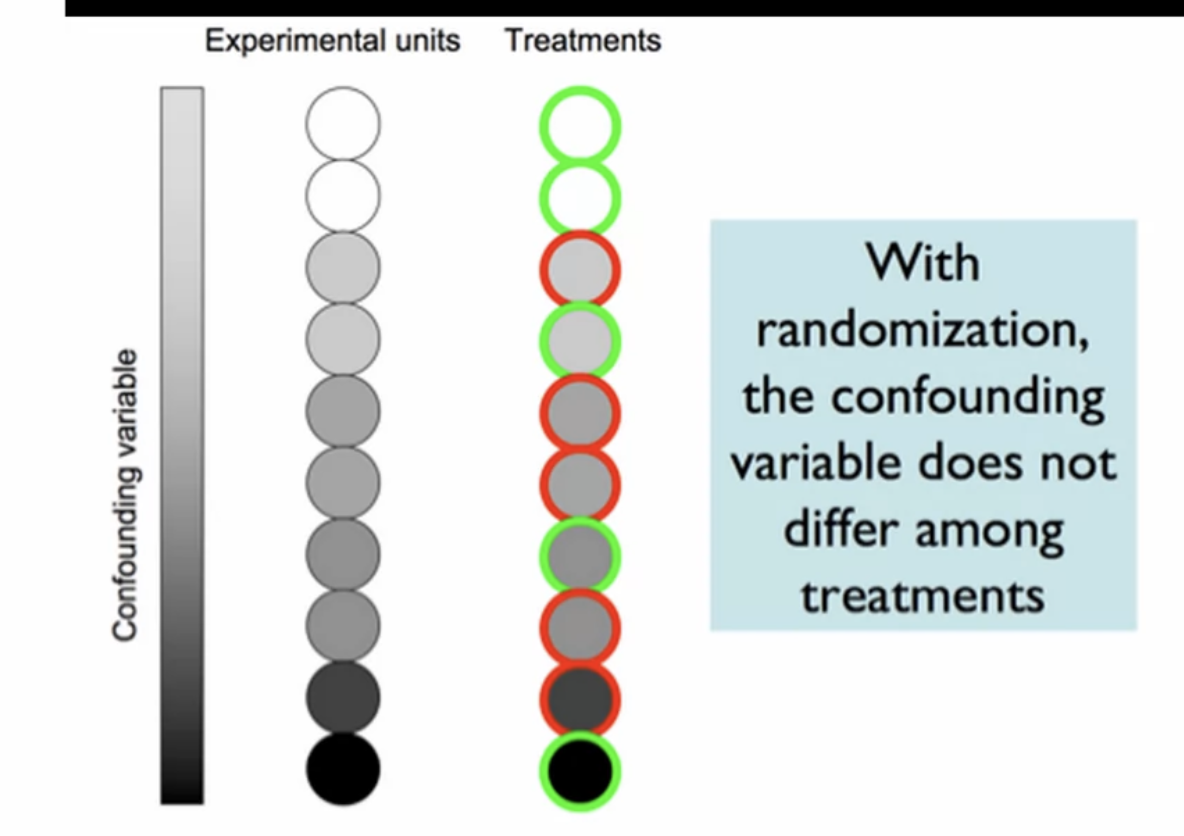 Experimental units
Treatments
Confounding variable
With
randomization,
the confounding
variable does not
differ among
treatments